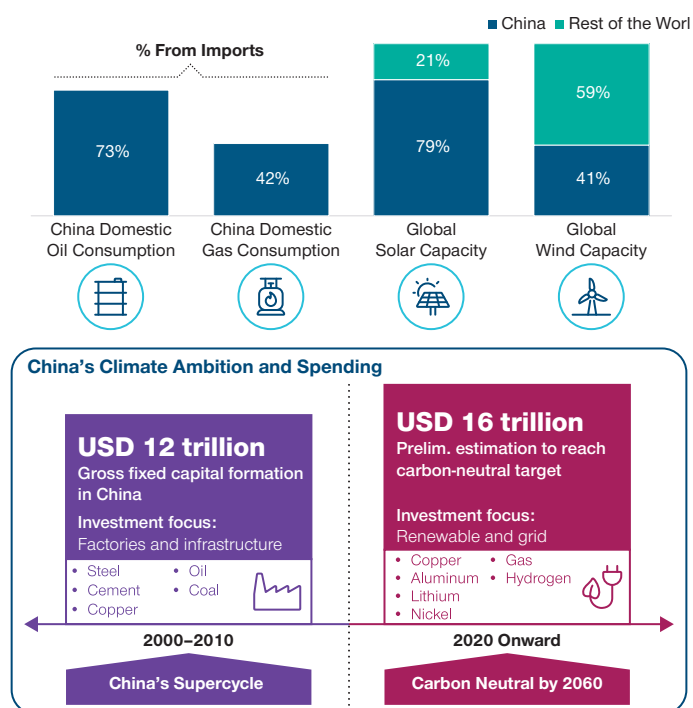 China Rest of the Worl
% From Imports
73%
42%
21%
79%
59%
41%
China Domestic
Oil Consumption
China Domestic
Gas Consumption
Global
Solar Capacity
Global
Wind Capacity
China's Climate Ambition and Spending
USD 12 trillion
Gross fixed capital formation
in China
Investment focus:
Factories and infrastructure
• Steel
• Cement
• Copper
• Oil
• Coal
2000–2010
China's Supercycle
USD 16 trillion
Prelim. estimation to reach
carbon-neutral target
Investment focus:
Renewable and grid
• Copper
• Aluminum
• Lithium
• Nickel
• Gas
• Hydrogen
2020 Onward
Carbon Neutral by 2060